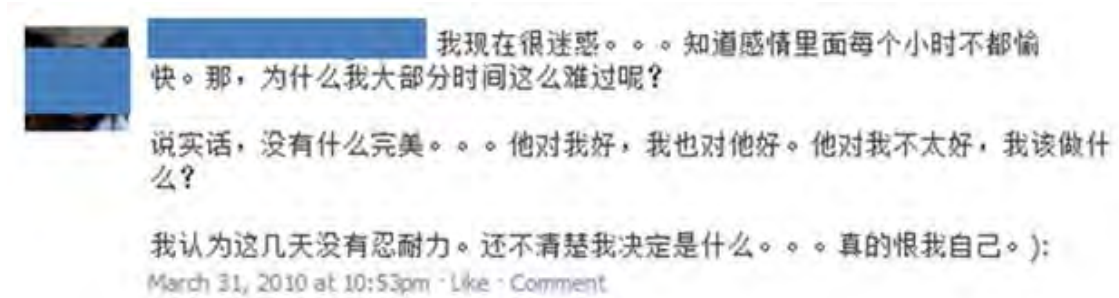 我现在很迷惑。。。知道感情里面每个小时不都愉
快。那，为什么我大部分时间这么难过呢？
说实话，没有什么完美。。。他对我好，我也对他好。他对我不太好，我该做什
么？
我认为这几天没有忍耐力。还不清楚我决定是什么。。。真的恨我自己。):
March 31, 2010 at 10:53pm · Like · Comment